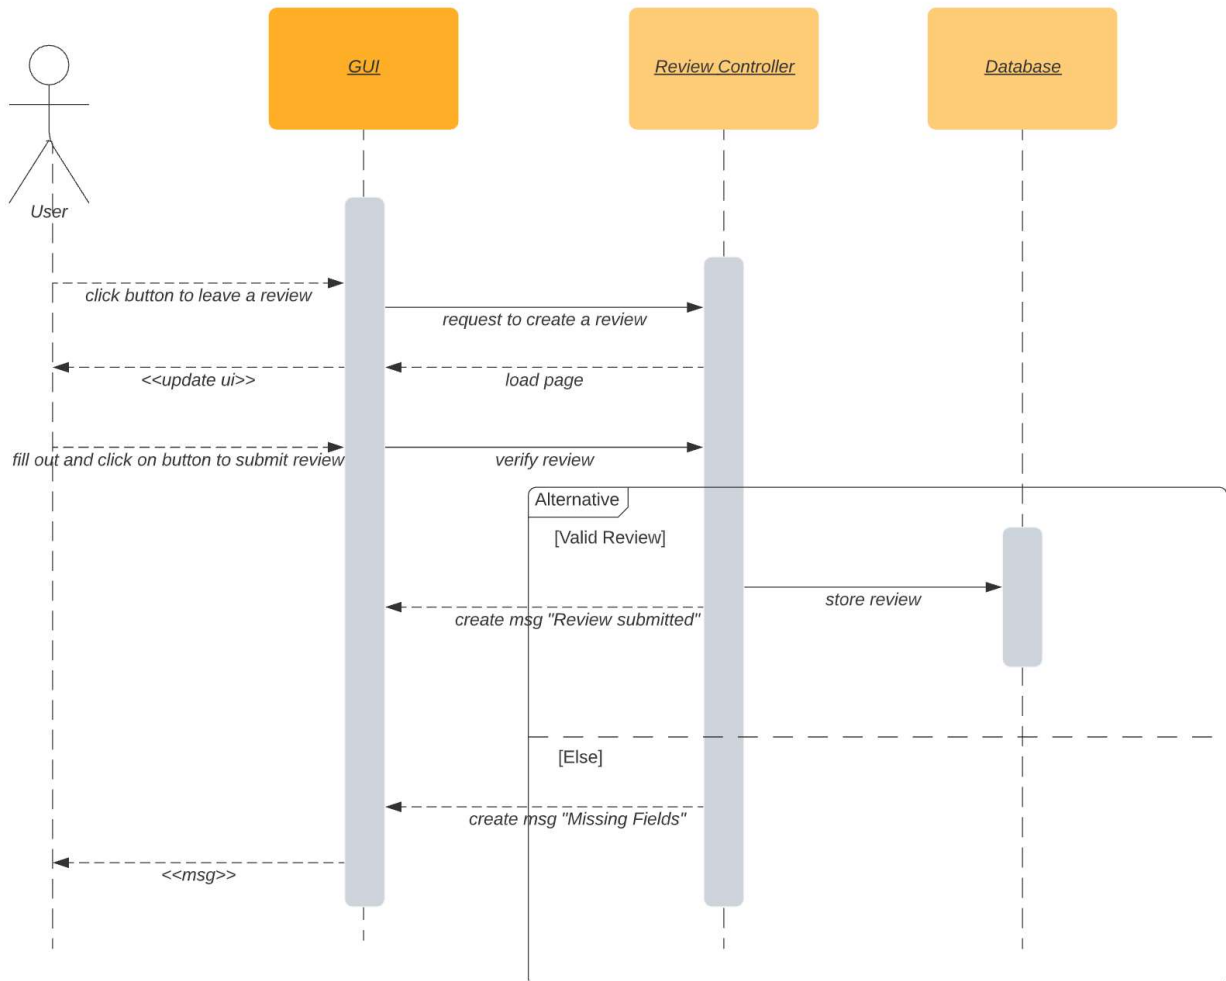 GUI
Review Controller
Database
User
click button to leave a review
request to create a review
<<update ui>>
load page
fill out and click on button to submit review
verify review
Alternative
[Valid Review]
store review
create msg "Review submitted"
[Else]
create msg "Missing Fields"
<<msg>>